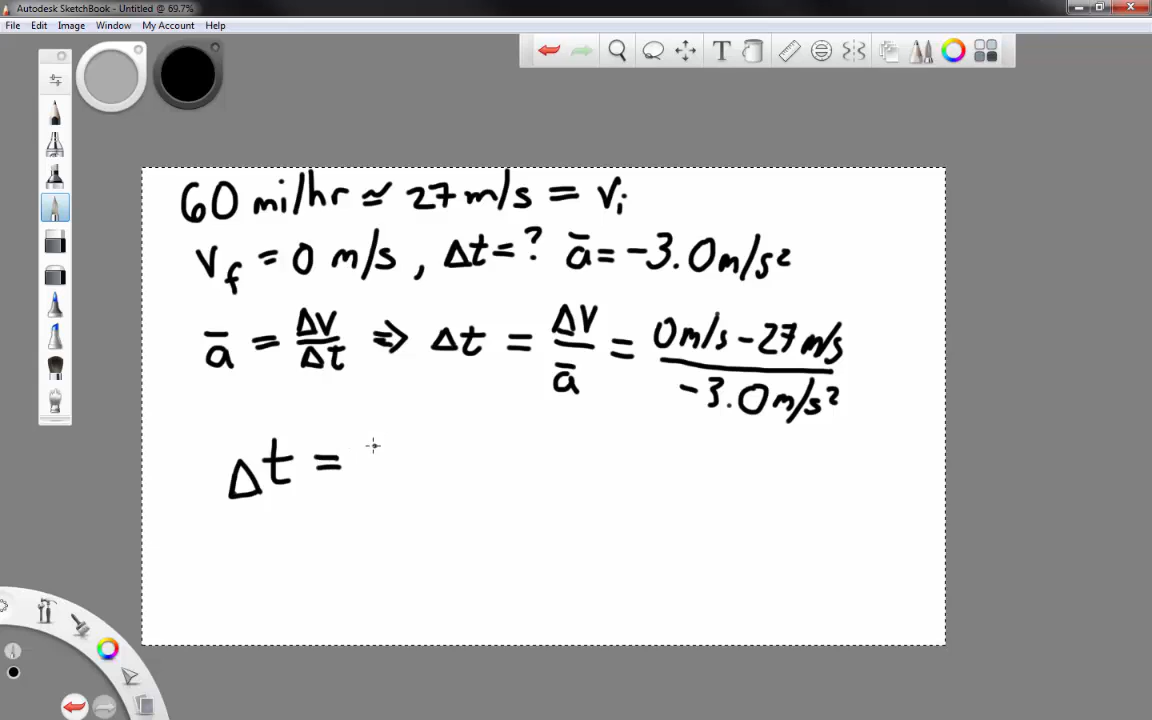 Autodesk SketchBook - Untitled @ 69.7%
File Edit Image Window My Account Help
T
60 mi/hr ≃ 27 m/s = vᵢ
v_f = 0 m/s , Δt = ? ā = -3.0 m/s²
ā = ΔV/Δt ⇒ Δt = ΔV/ā = (0 m/s - 27 m/s)/(-3.0 m/s²)
Δt =